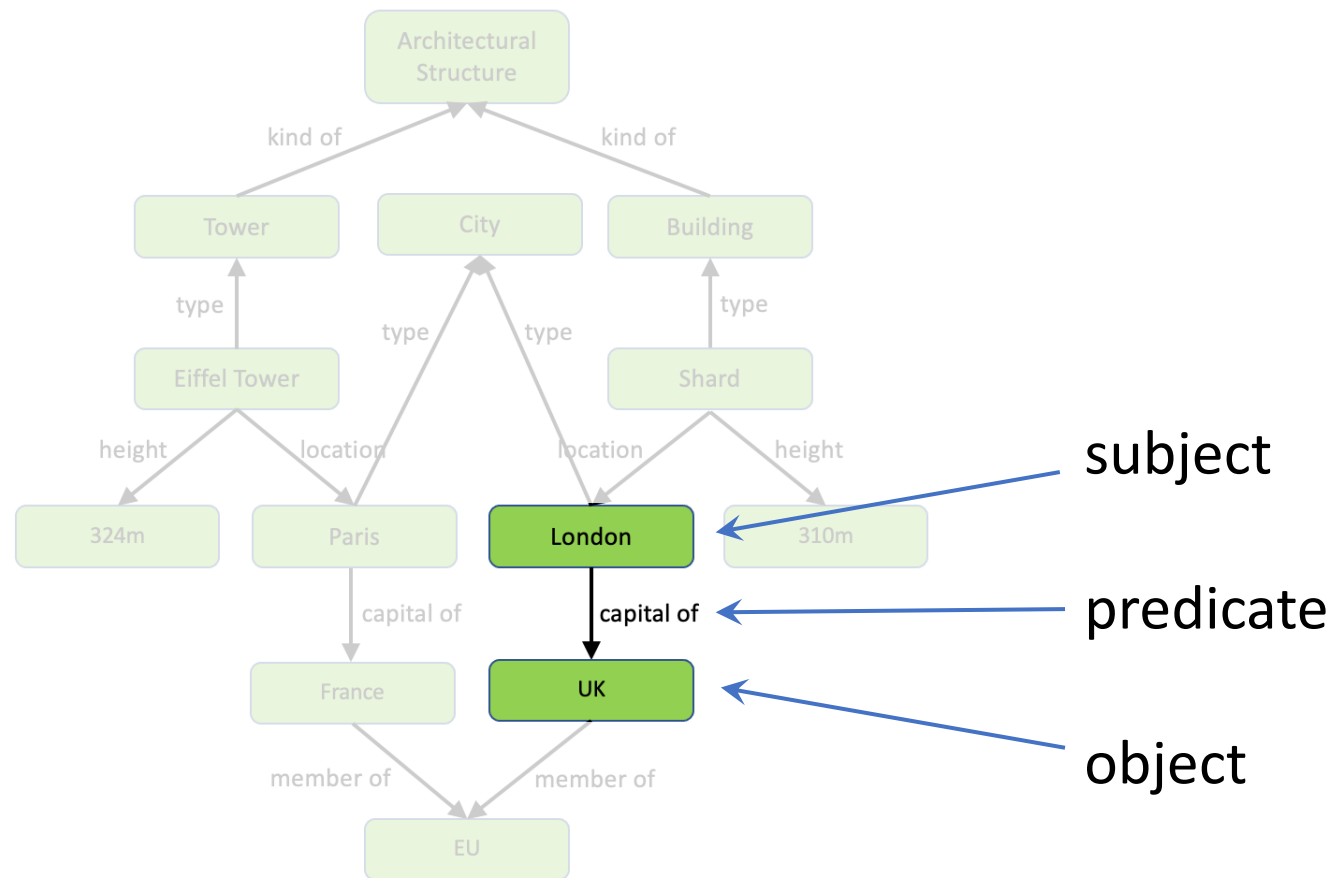 Architectural
Structure
kind of
kind of
Tower
City
Building
type
type
type
type
Eiffel Tower
Shard
height
location
location
height
subject
324m
Paris
London
310m
capital of
capital of
predicate
France
UK
object
member of
member of
EU